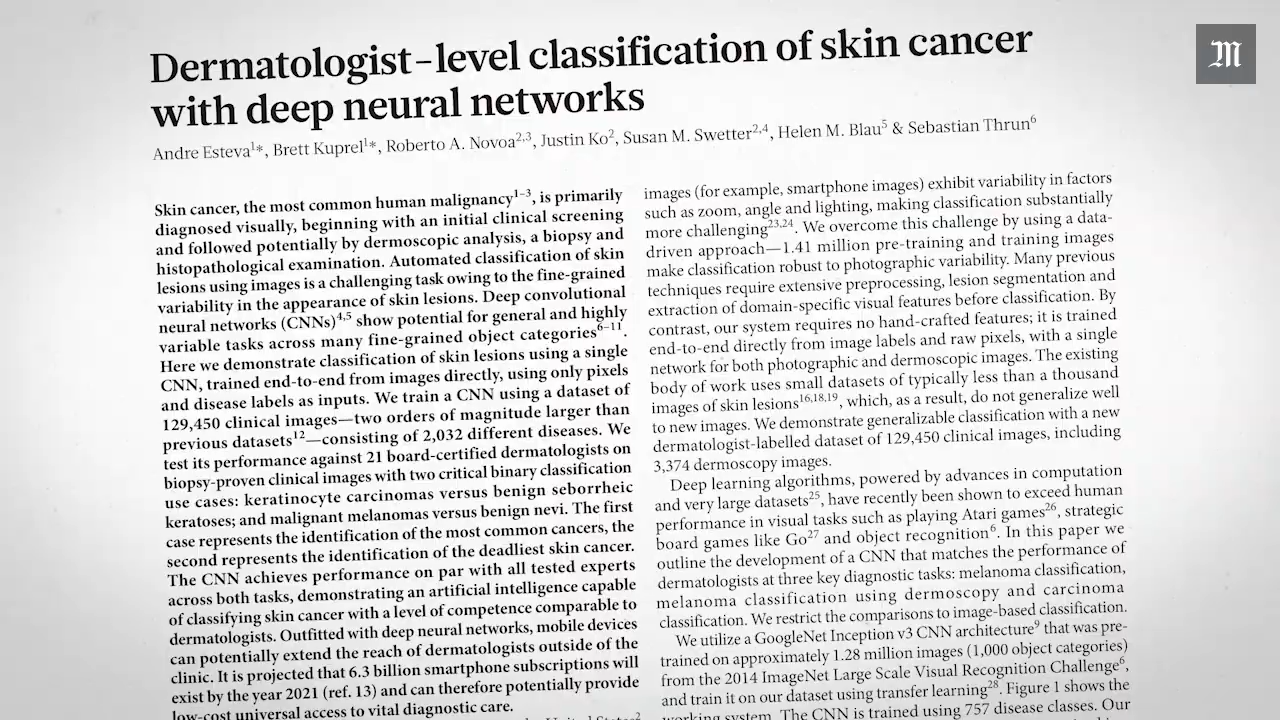 Dermatologist-level classification of skin cancer
with deep neural networks
Andre Esteva1*, Brett Kuprel1*, Roberto A. Novoa2,3, Justin Ko2, Susan M. Swetter2,4, Helen M. Blau5 & Sebastian Thrun6
Skin cancer, the most common human malignancy1–3, is primarily
diagnosed visually, beginning with an initial clinical screening
and followed potentially by dermoscopic analysis, a biopsy and
histopathological examination. Automated classification of skin
lesions using images is a challenging task owing to the fine-grained
variability in the appearance of skin lesions. Deep convolutional
neural networks (CNNs)4,5 show potential for general and highly
variable tasks across many fine-grained object categories6–11.
Here we demonstrate classification of skin lesions using a single
CNN, trained end-to-end from images directly, using only pixels
and disease labels as inputs. We train a CNN using a dataset of
129,450 clinical images—two orders of magnitude larger than
previous datasets12—consisting of 2,032 different diseases. We
test its performance against 21 board-certified dermatologists on
biopsy-proven clinical images with two critical binary classification
use cases: keratinocyte carcinomas versus benign seborrheic
keratoses; and malignant melanomas versus benign nevi. The first
case represents the identification of the most common cancers, the
second represents the identification of the deadliest skin cancer.
The CNN achieves performance on par with all tested experts
across both tasks, demonstrating an artificial intelligence capable
of classifying skin cancer with a level of competence comparable to
dermatologists. Outfitted with deep neural networks, mobile devices
can potentially extend the reach of dermatologists outside of the
clinic. It is projected that 6.3 billion smartphone subscriptions will
exist by the year 2021 (ref. 13) and can therefore potentially provide
low-cost universal access to vital diagnostic care.
United States2
images (for example, smartphone images) exhibit variability in factors
such as zoom, angle and lighting, making classification substantially
more challenging23,24. We overcome this challenge by using a data-
driven approach—1.41 million pre-training and training images
make classification robust to photographic variability. Many previous
techniques require extensive preprocessing, lesion segmentation and
extraction of domain-specific visual features before classification. By
contrast, our system requires no hand-crafted features; it is trained
end-to-end directly from image labels and raw pixels, with a single
network for both photographic and dermoscopic images. The existing
body of work uses small datasets of typically less than a thousand
images of skin lesions16,18,19, which, as a result, do not generalize well
to new images. We demonstrate generalizable classification with a new
dermatologist-labelled dataset of 129,450 clinical images, including
3,374 dermoscopy images.
Deep learning algorithms, powered by advances in computation
and very large datasets25, have recently been shown to exceed human
performance in visual tasks such as playing Atari games26, strategic
board games like Go27 and object recognition6. In this paper we
outline the development of a CNN that matches the performance of
dermatologists at three key diagnostic tasks: melanoma classification,
melanoma classification using dermoscopy and carcinoma
classification. We restrict the comparisons to image-based classification.
We utilize a GoogleNet Inception v3 CNN architecture9 that was pre-
trained on approximately 1.28 million images (1,000 object categories)
from the 2014 ImageNet Large Scale Visual Recognition Challenge6,
and train it on our dataset using transfer learning28. Figure 1 shows the
working system. The CNN is trained using 757 disease classes. Our
M